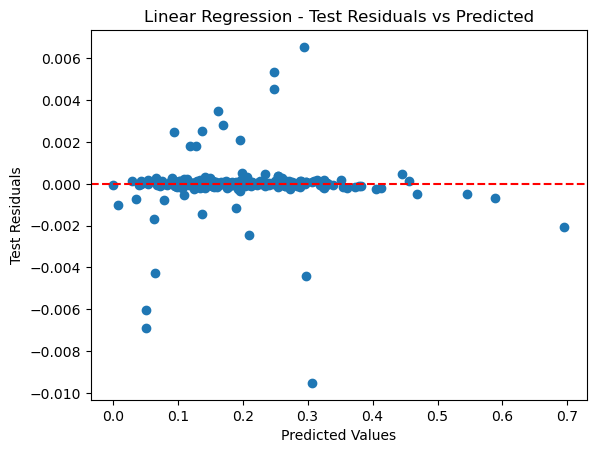 Linear Regression - Test Residuals vs Predicted
0.006
0.004
0.002
0.000
−0.002
−0.004
−0.006
−0.008
−0.010
Test Residuals
0.0 0.1 0.2 0.3 0.4 0.5 0.6 0.7
Predicted Values